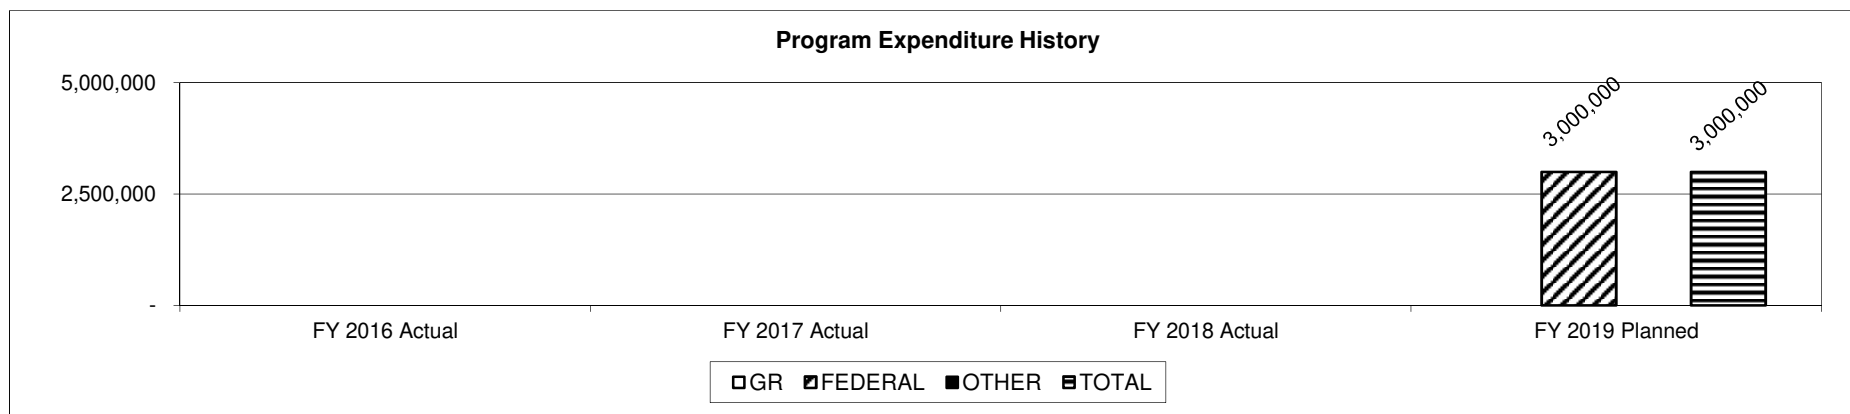 Program Expenditure History
5,000,000
2,500,000
-
3,000,000
3,000,000
FY 2016 Actual
FY 2017 Actual
FY 2018 Actual
FY 2019 Planned
GR FEDERAL OTHER TOTAL